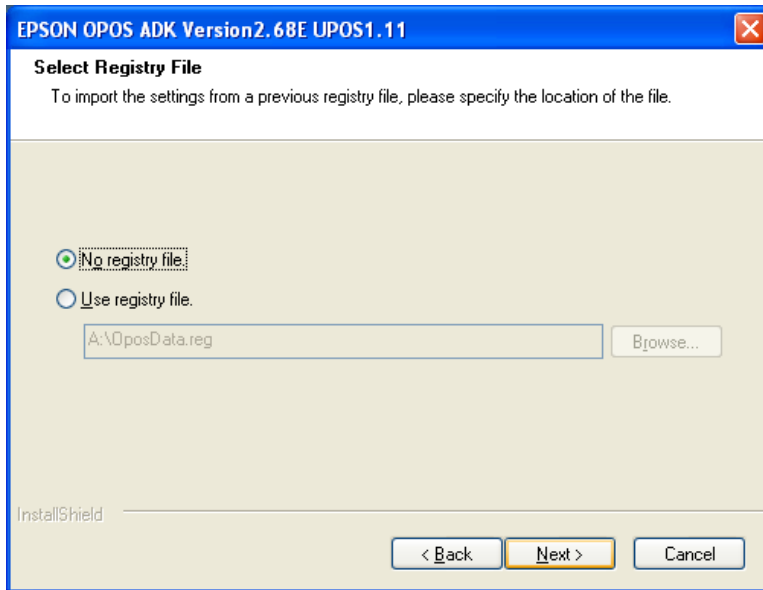 EPSON OPOS ADK Version2.68E UPOS1.11
Select Registry File
To import the settings from a previous registry file, please specify the location of the file.
No registry file.
Use registry file.
A:\OposData.reg
Browse...
InstallShield
< Back
Next >
Cancel